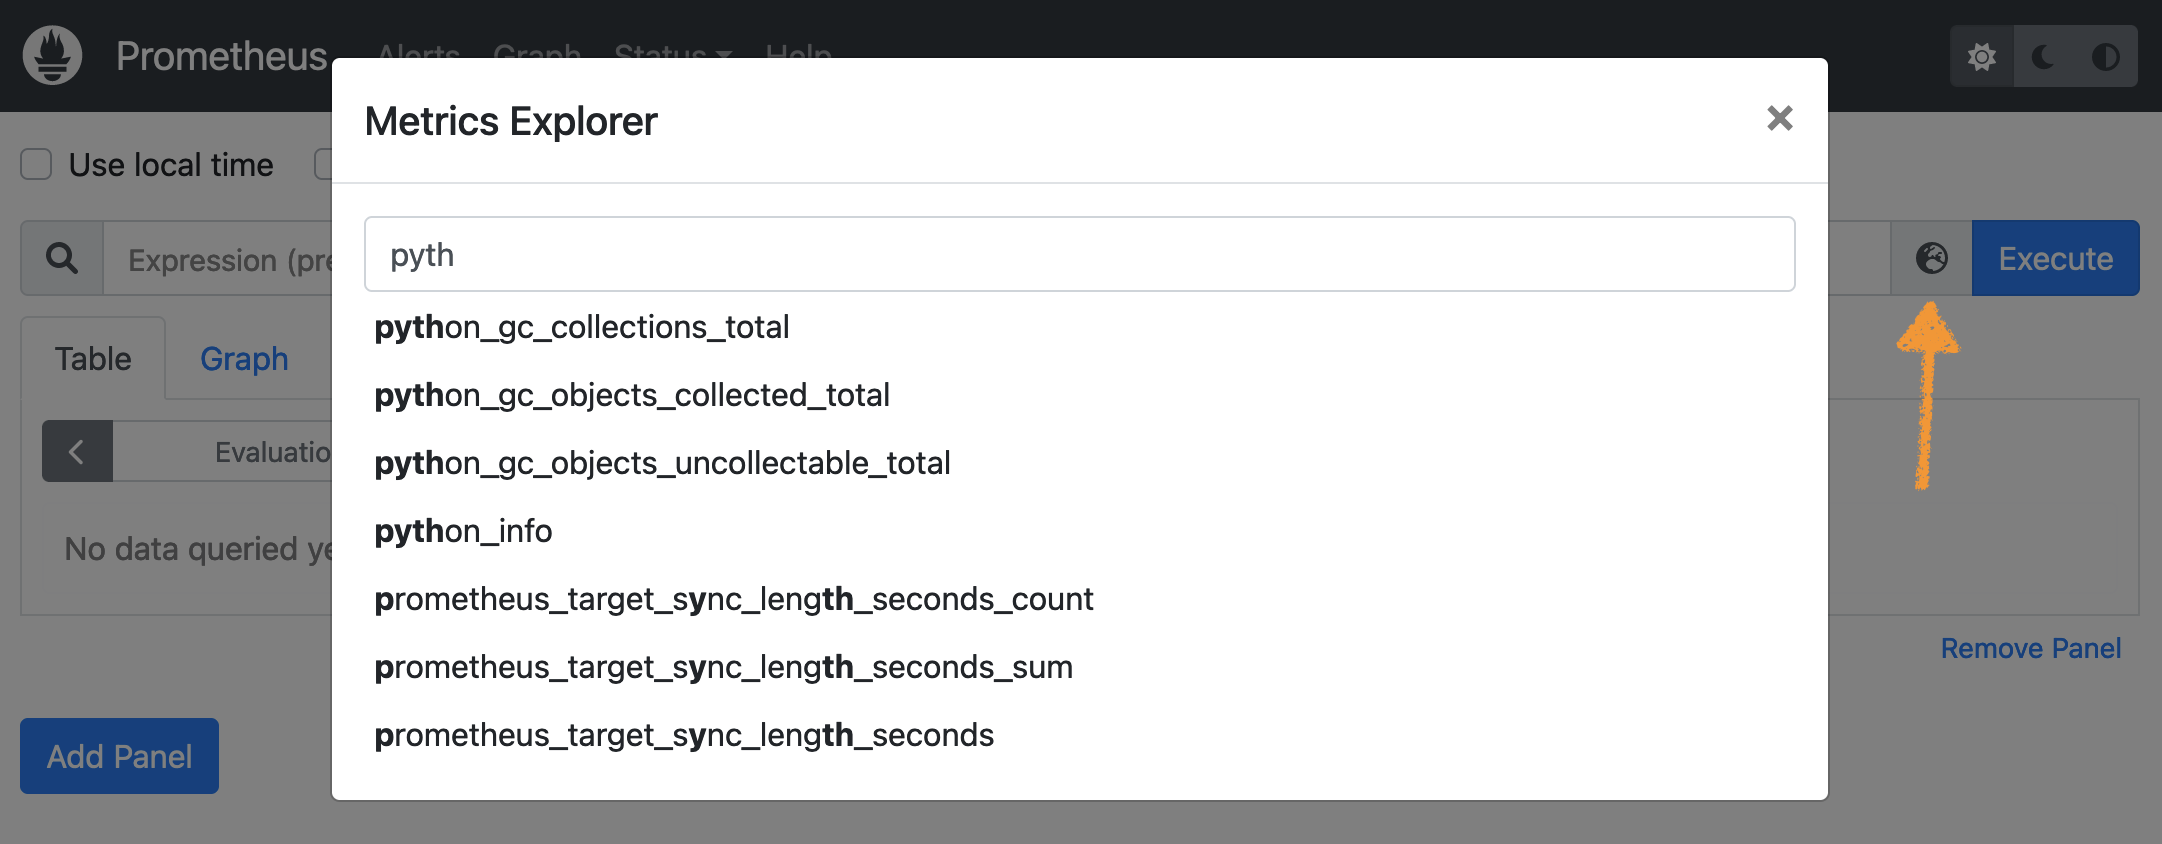 Prometheus
Alerts Graph Status Help
Metrics Explorer
Use local time
pyth
Expression (pre
Execute
python_gc_collections_total
Table
Graph
python_gc_objects_collected_total
Evaluatio
python_gc_objects_uncollectable_total
No data queried ye
python_info
prometheus_target_sync_length_seconds_count
Remove Panel
prometheus_target_sync_length_seconds_sum
prometheus_target_sync_length_seconds
Add Panel